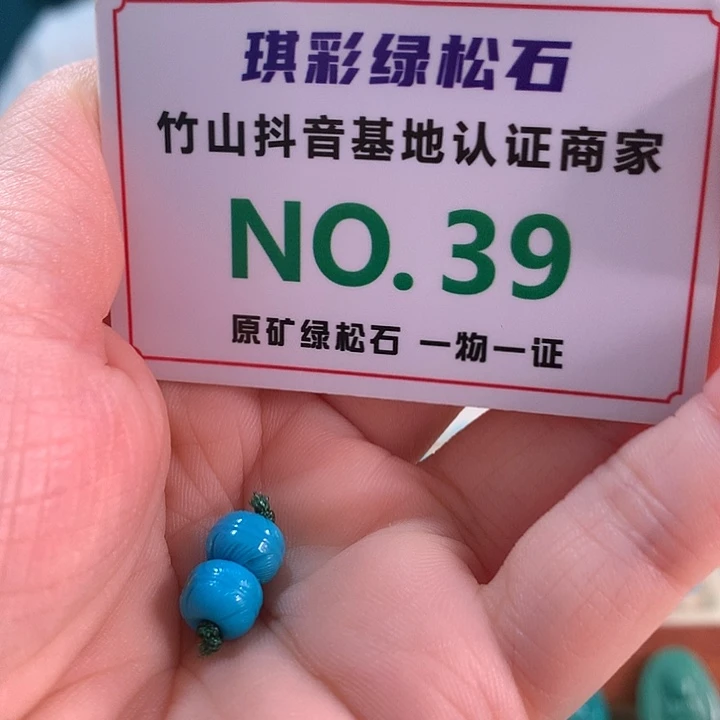 琪彩绿松石
竹山抖音基地认证商家
NO. 39
原矿绿松石 一物一证